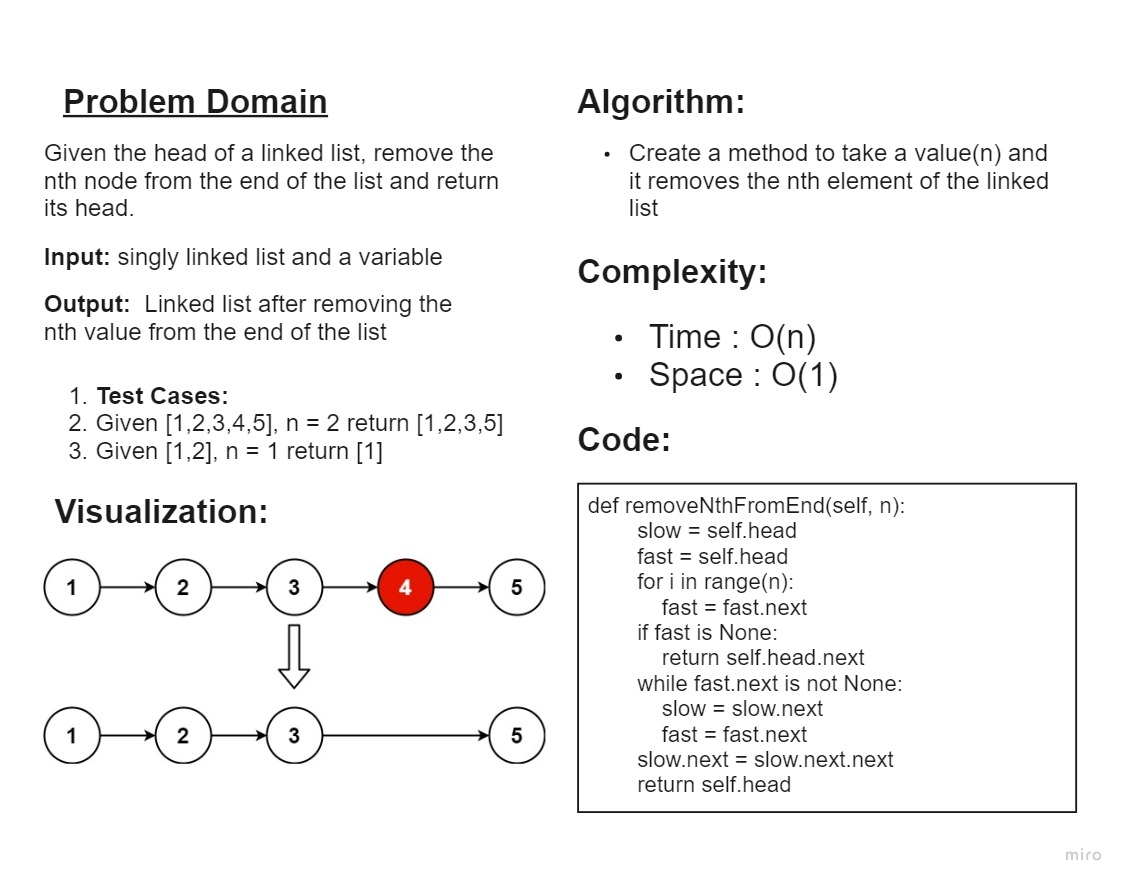 Problem Domain
Given the head of a linked list, remove the
nth node from the end of the list and return
its head.
Input: singly linked list and a variable
Output:  Linked list after removing the
nth value from the end of the list
1. Test Cases:
2. Given [1,2,3,4,5], n = 2 return [1,2,3,5]
3. Given [1,2], n = 1 return [1]
Visualization:
1 2 3 4 5
1 2 3 5
Algorithm:
• Create a method to take a value(n) and
it removes the nth element of the linked
list
Complexity:
• Time : O(n)
• Space : O(1)
Code:
def removeNthFromEnd(self, n):
slow = self.head
fast = self.head
for i in range(n):
fast = fast.next
if fast is None:
return self.head.next
while fast.next is not None:
slow = slow.next
fast = fast.next
slow.next = slow.next.next
return self.head
miro